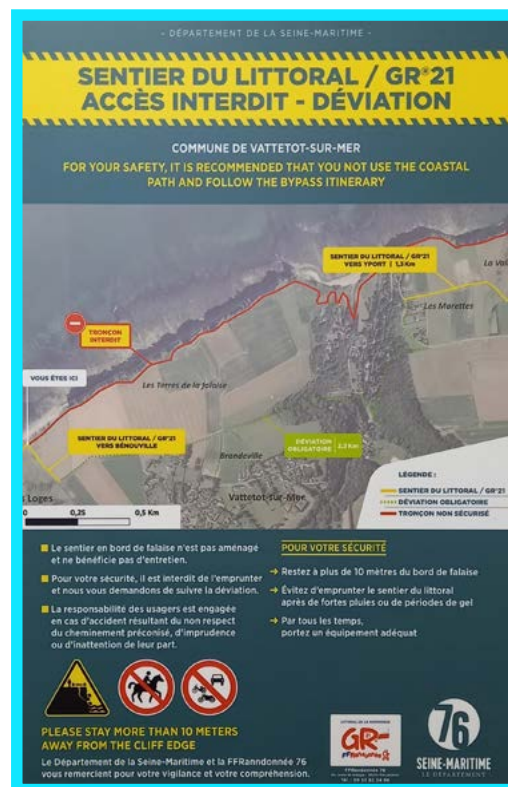 - DÉPARTEMENT DE LA SEINE-MARITIME -
SENTIER DU LITTORAL / GR®21
ACCÈS INTERDIT - DÉVIATION
COMMUNE DE VATTETOT-SUR-MER
FOR YOUR SAFETY, IT IS RECOMMENDED THAT YOU NOT USE THE COASTAL
PATH AND FOLLOW THE BYPASS ITINERARY
SENTIER DU LITTORAL / GR®21
VERS YPORT | 1,3 Km
La Val
Les Marettes
TRONÇON
INTERDIT
VOUS ÊTES ICI
Les Terres de la falaise
SENTIER DU LITTORAL / GR®21
VERS BÉNOUVILLE
DÉVIATION
OBLIGATOIRE
Brandeville
Vattetot-sur-Mer
s Loges
0 0,25 0,5 Km
LÉGENDE :
SENTIER DU LITTORAL / GR®21
DÉVIATION OBLIGATOIRE
TRONÇON NON SÉCURISÉ
Le sentier en bord de falaise n'est pas aménagé
et ne bénéficie pas d'entretien.
Pour votre sécurité, il est interdit de l'emprunter
et nous vous demandons de suivre la déviation.
La responsabilité des usagers est engagée
en cas d'accident résultant du non respect
du cheminement préconisé, d'imprudence
ou d'inattention de leur part.
POUR VOTRE SÉCURITÉ
→ Restez à plus de 10 mètres du bord de falaise
→ Évitez d'emprunter le sentier du littoral
après de fortes pluies ou de périodes de gel
→ Par tous les temps,
portez un équipement adéquat
PLEASE STAY MORE THAN 10 METERS
AWAY FROM THE CLIFF EDGE
Le Département de la Seine-Maritime et la FFRanndonnée 76
vous remercient pour votre vigilance et votre compréhension.
GR
FFRandonnée
FFRandonnée 76
76
SEINE-MARITIME
LE DÉPARTEMENT